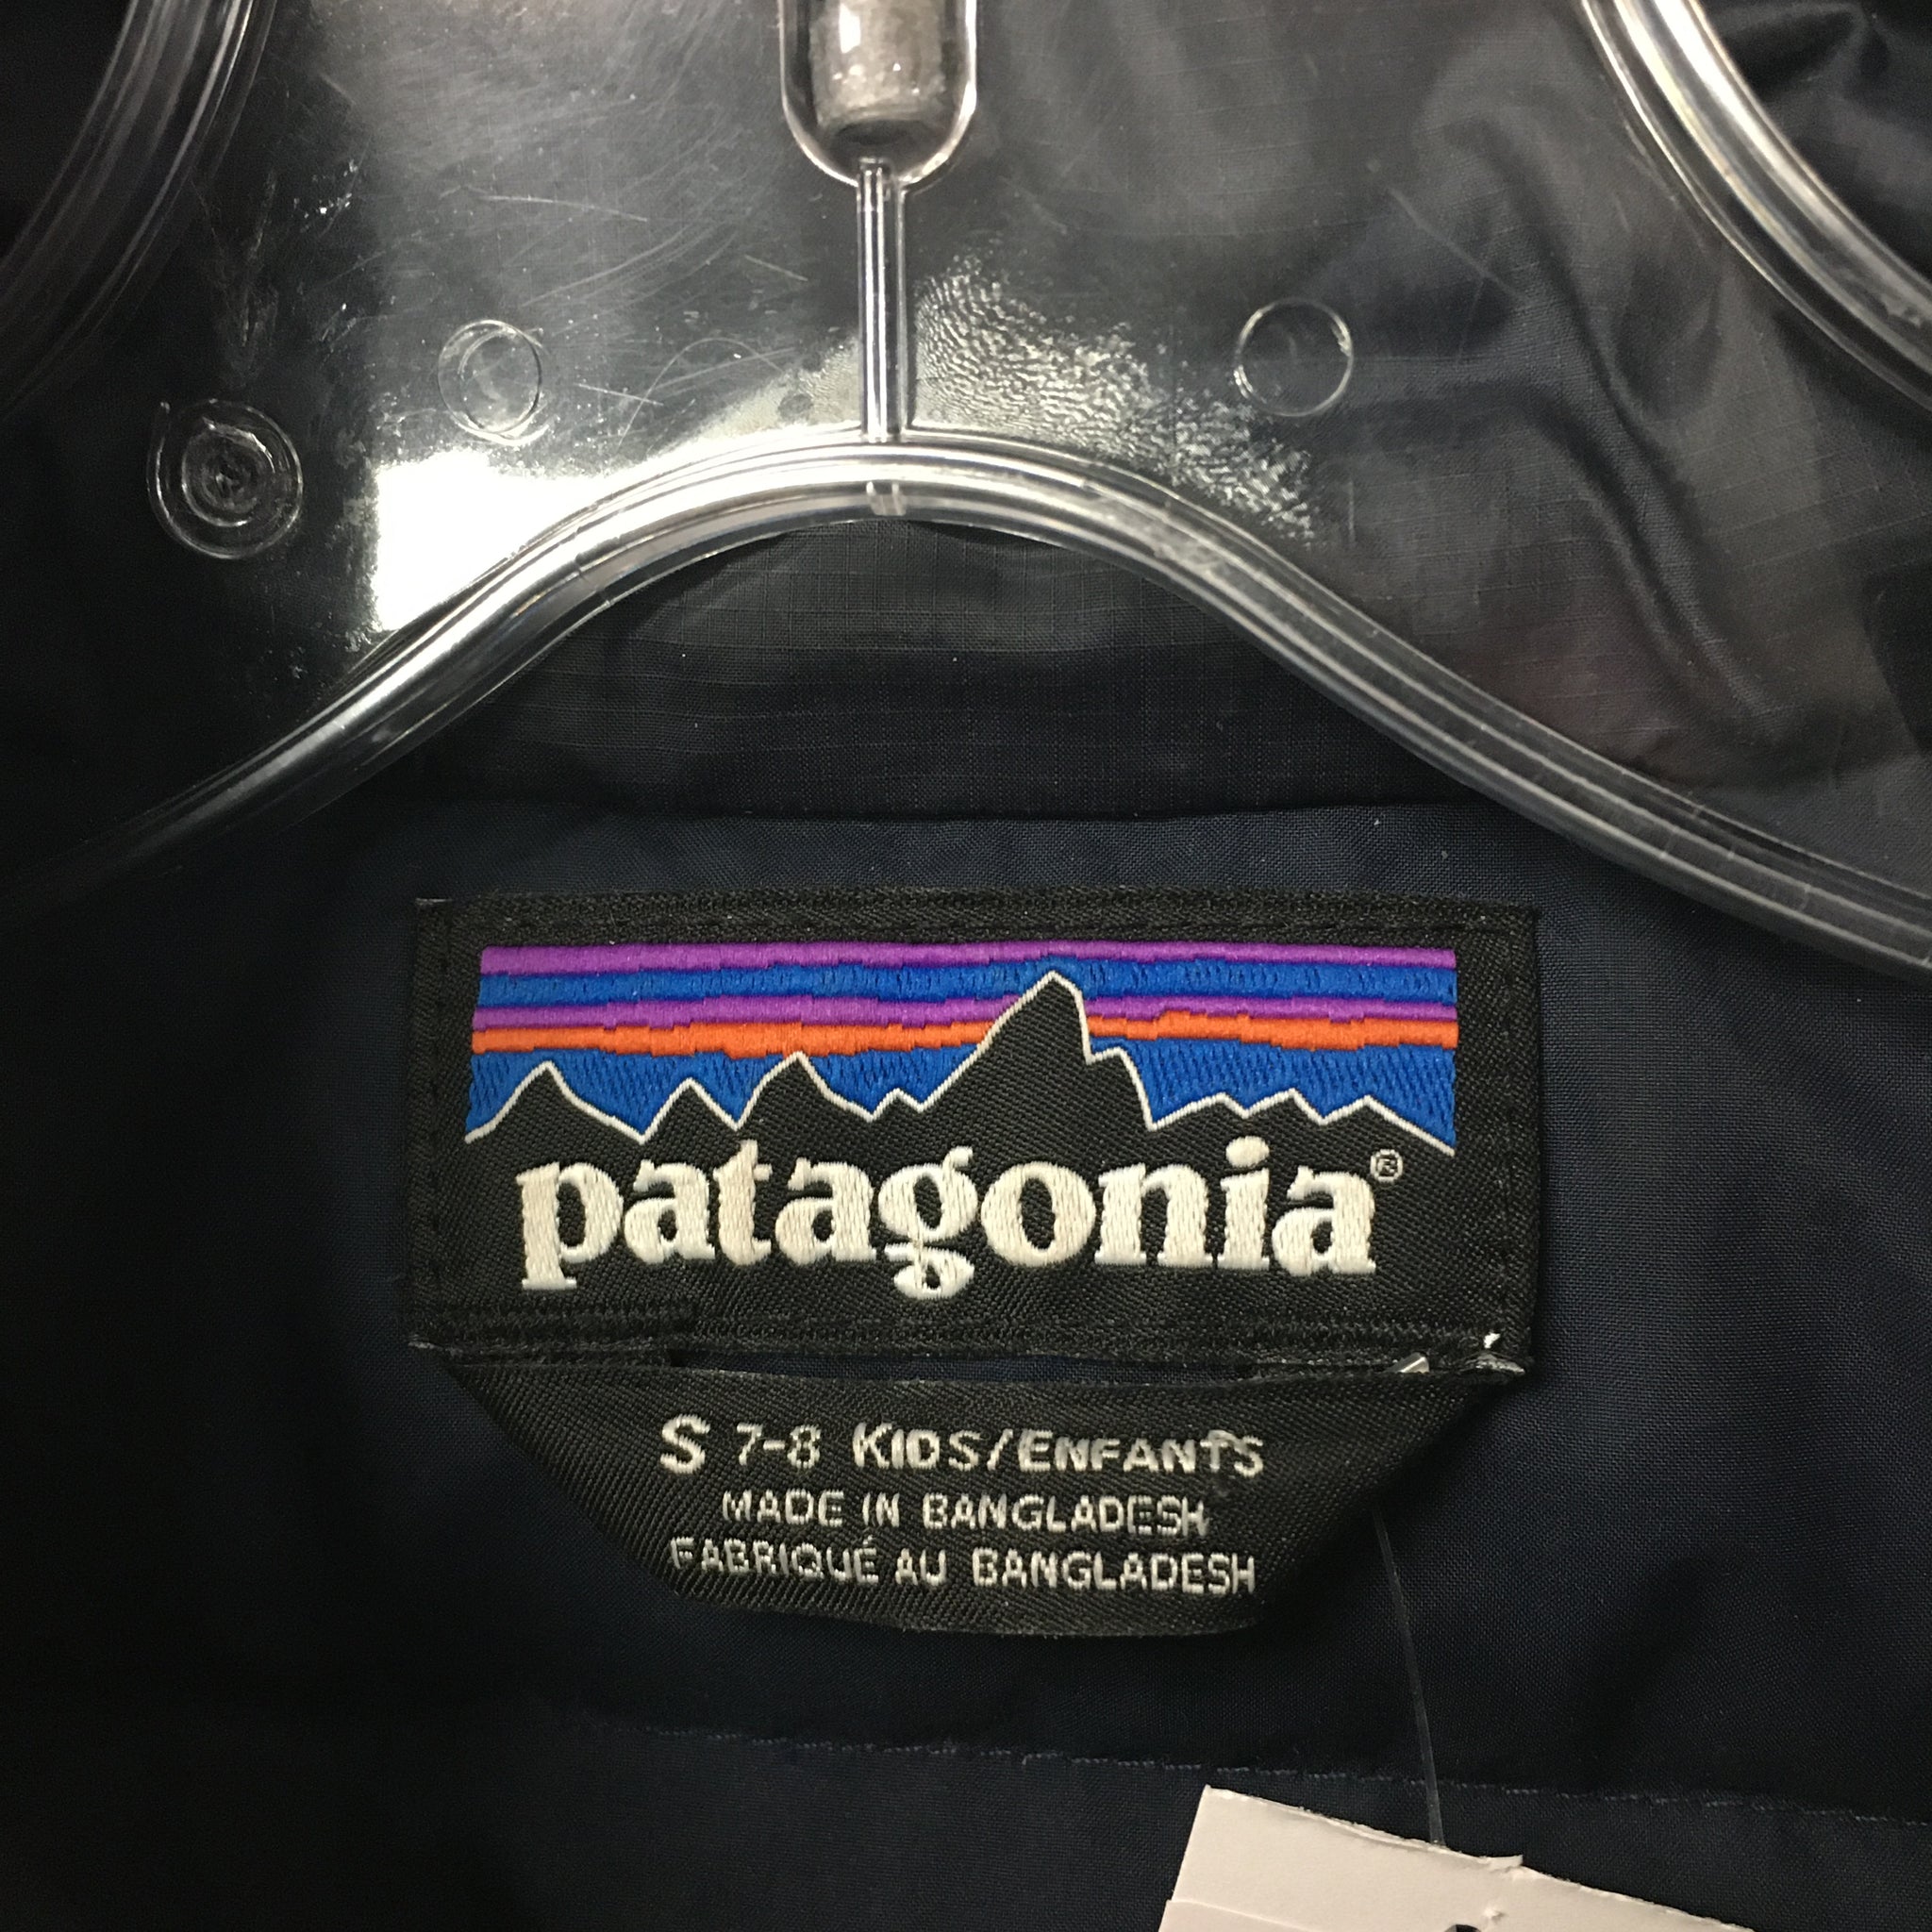 patagonia®
S 7-8 KIDS/ENFANTS
MADE IN BANGLADESH
FABRIQUÉ AU BANGLADESH